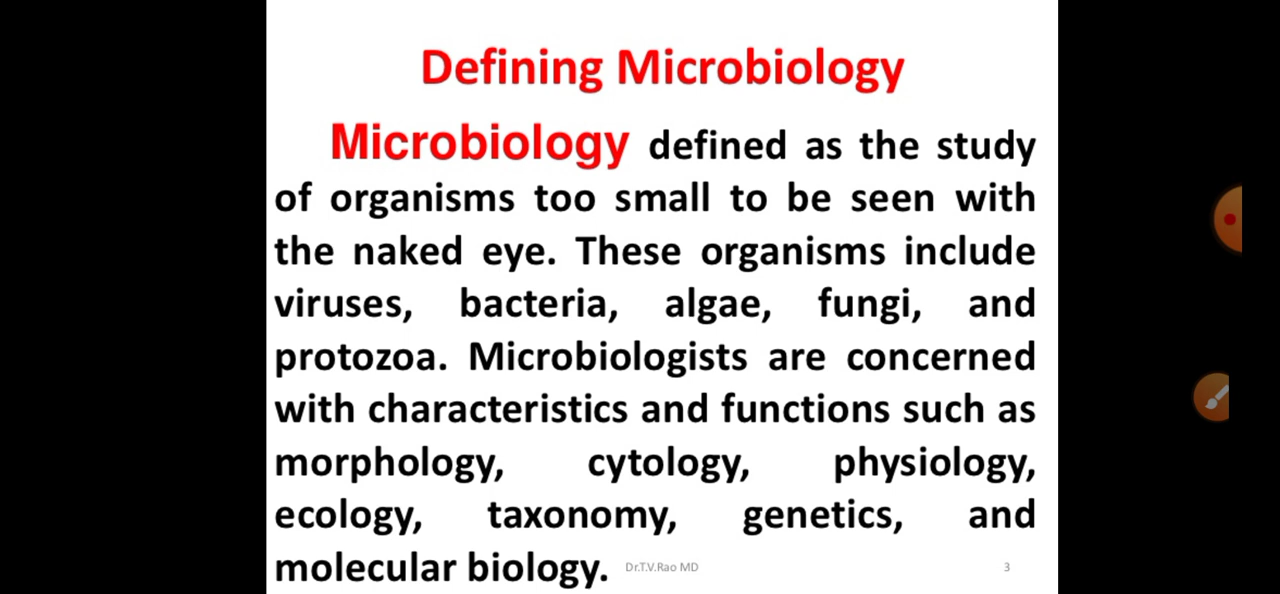 Defining Microbiology
Microbiology defined as the study
of organisms too small to be seen with
the naked eye. These organisms include
viruses, bacteria, algae, fungi, and
protozoa. Microbiologists are concerned
with characteristics and functions such as
morphology, cytology, physiology,
ecology, taxonomy, genetics, and
molecular biology.
Dr.T.V.Rao MD
3